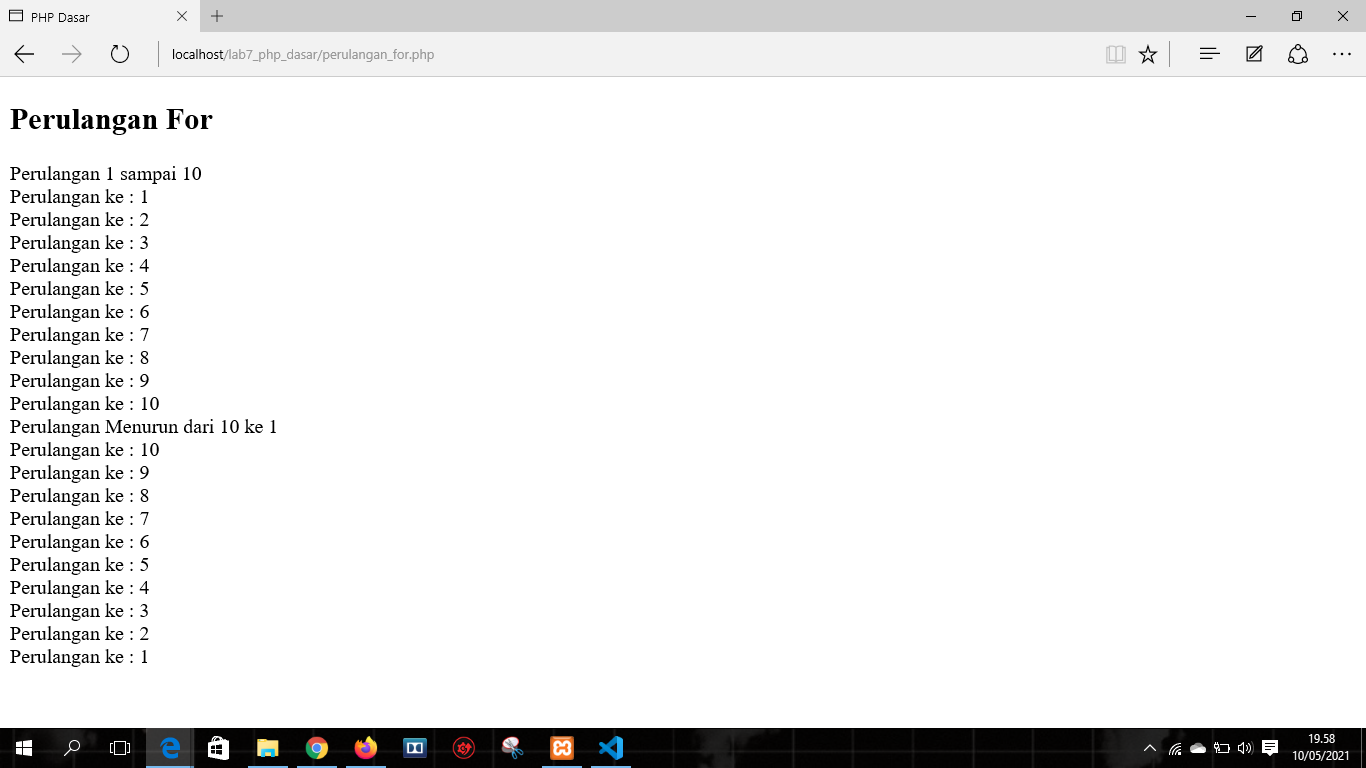 PHP Dasar
localhost/lab7_php_dasar/perulangan_for.php
Perulangan For
Perulangan 1 sampai 10
Perulangan ke : 1
Perulangan ke : 2
Perulangan ke : 3
Perulangan ke : 4
Perulangan ke : 5
Perulangan ke : 6
Perulangan ke : 7
Perulangan ke : 8
Perulangan ke : 9
Perulangan ke : 10
Perulangan Menurun dari 10 ke 1
Perulangan ke : 10
Perulangan ke : 9
Perulangan ke : 8
Perulangan ke : 7
Perulangan ke : 6
Perulangan ke : 5
Perulangan ke : 4
Perulangan ke : 3
Perulangan ke : 2
Perulangan ke : 1
19.58
10/05/2021